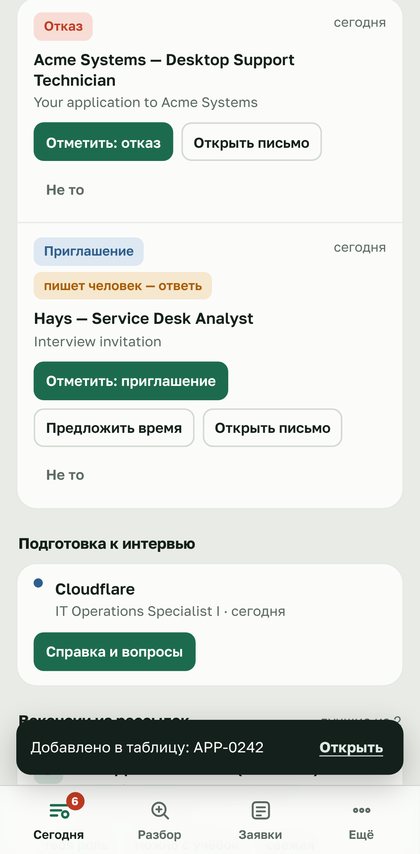 Отказ
сегодня
Acme Systems — Desktop Support
Technician
Your application to Acme Systems
Отметить: отказ
Открыть письмо
Не то
Приглашение
сегодня
пишет человек — ответь
Hays — Service Desk Analyst
Interview invitation
Отметить: приглашение
Предложить время
Открыть письмо
Не то
Подготовка к интервью
Cloudflare
IT Operations Specialist I · сегодня
Справка и вопросы
Добавлено в таблицу: APP-0242
Открыть
6
Сегодня
Разбор
Заявки
Ещё